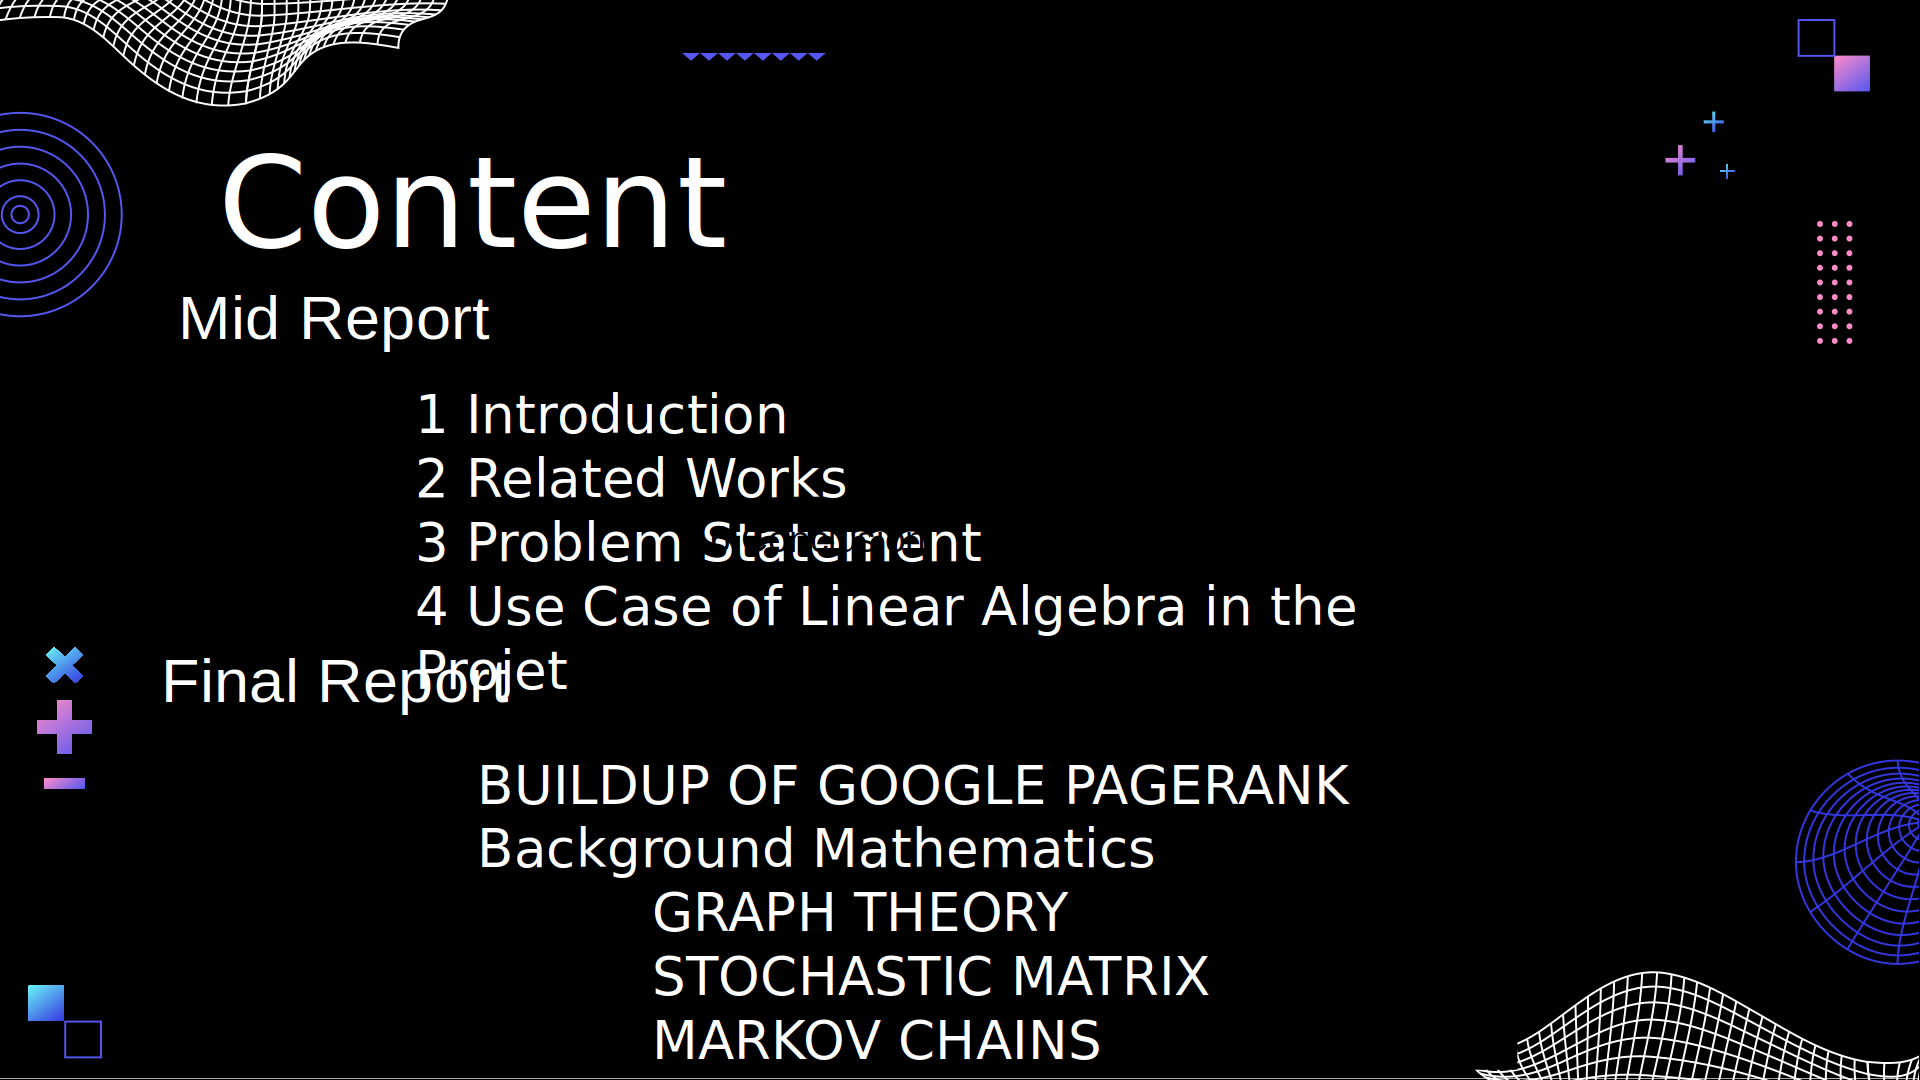 Content
Mid Report
1 Introduction
2 Related Works
3 Problem Statement
4 Use Case of Linear Algebra in the
Projet
Final Report
BUILDUP OF GOOGLE PAGERANK
Background Mathematics
GRAPH THEORY
STOCHASTIC MATRIX
MARKOV CHAINS